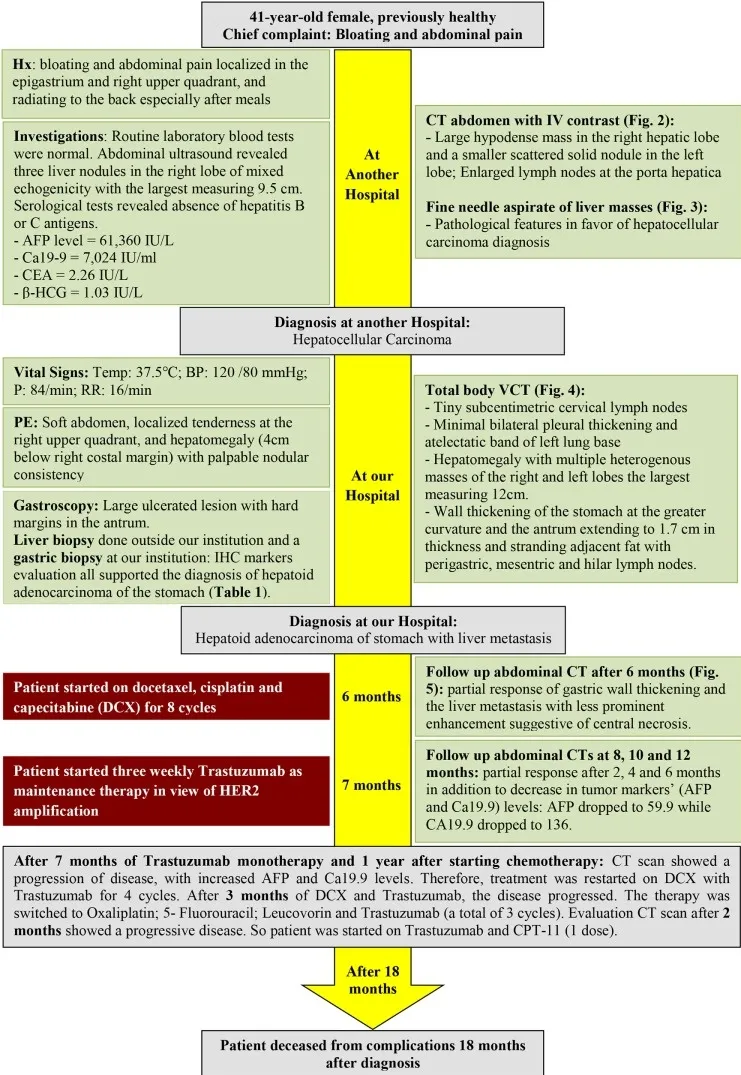 41-year-old female, previously healthy
Chief complaint: Bloating and abdominal pain
Hx: bloating and abdominal pain localized in the
epigastrium and right upper quadrant, and
radiating to the back especially after meals
Investigations: Routine laboratory blood tests
were normal. Abdominal ultrasound revealed
three liver nodules in the right lobe of mixed
echogenicity with the largest measuring 9.5 cm.
Serological tests revealed absence of hepatitis B
or C antigens.
- AFP level = 61,360 IU/L
- Ca19-9 = 7,024 IU/ml
- CEA = 2.26 IU/L
- β-HCG = 1.03 IU/L
At
Another
Hospital
CT abdomen with IV contrast (Fig. 2):
- Large hypodense mass in the right hepatic lobe
and a smaller scattered solid nodule in the left
lobe; Enlarged lymph nodes at the porta hepatica
Fine needle aspirate of liver masses (Fig. 3):
- Pathological features in favor of hepatocellular
carcinoma diagnosis
Diagnosis at another Hospital:
Hepatocellular Carcinoma
Vital Signs: Temp: 37.5°C; BP: 120 /80 mmHg;
P: 84/min; RR: 16/min
PE: Soft abdomen, localized tenderness at the
right upper quadrant, and hepatomegaly (4cm
below right costal margin) with palpable nodular
consistency
Gastroscopy: Large ulcerated lesion with hard
margins in the antrum.
Liver biopsy done outside our institution and a
gastric biopsy at our institution: IHC markers
evaluation all supported the diagnosis of hepatoid
adenocarcinoma of the stomach (Table 1).
At our
Hospital
Total body VCT (Fig. 4):
- Tiny subcentimetric cervical lymph nodes
- Minimal bilateral pleural thickening and
atelectatic band of left lung base
- Hepatomegaly with multiple heterogenous
masses of the right and left lobes the largest
measuring 12cm.
- Wall thickening of the stomach at the greater
curvature and the antrum extending to 1.7 cm in
thickness and stranding adjacent fat with
perigastric, mesentric and hilar lymph nodes.
Diagnosis at our Hospital:
Hepatoid adenocarcinoma of stomach with liver metastasis
Patient started on docetaxel, cisplatin and
capecitabine (DCX) for 8 cycles
6 months
Follow up abdominal CT after 6 months (Fig.
5): partial response of gastric wall thickening and
the liver metastasis with less prominent
enhancement suggestive of central necrosis.
Patient started three weekly Trastuzumab as
maintenance therapy in view of HER2
amplification
7 months
Follow up abdominal CTs at 8, 10 and 12
months: partial response after 2, 4 and 6 months
in addition to decrease in tumor markers’ (AFP
and Ca19.9) levels: AFP dropped to 59.9 while
CA19.9 dropped to 136.
After 7 months of Trastuzumab monotherapy and 1 year after starting chemotherapy: CT scan showed a
progression of disease, with increased AFP and Ca19.9 levels. Therefore, treatment was restarted on DCX with
Trastuzumab for 4 cycles. After 3 months of DCX and Trastuzumab, the disease progressed. The therapy was
switched to Oxaliplatin; 5- Fluorouracil; Leucovorin and Trastuzumab (a total of 3 cycles). Evaluation CT scan after 2
months showed a progressive disease. So patient was started on Trastuzumab and CPT-11 (1 dose).
After 18
months
Patient deceased from complications 18 months
after diagnosis